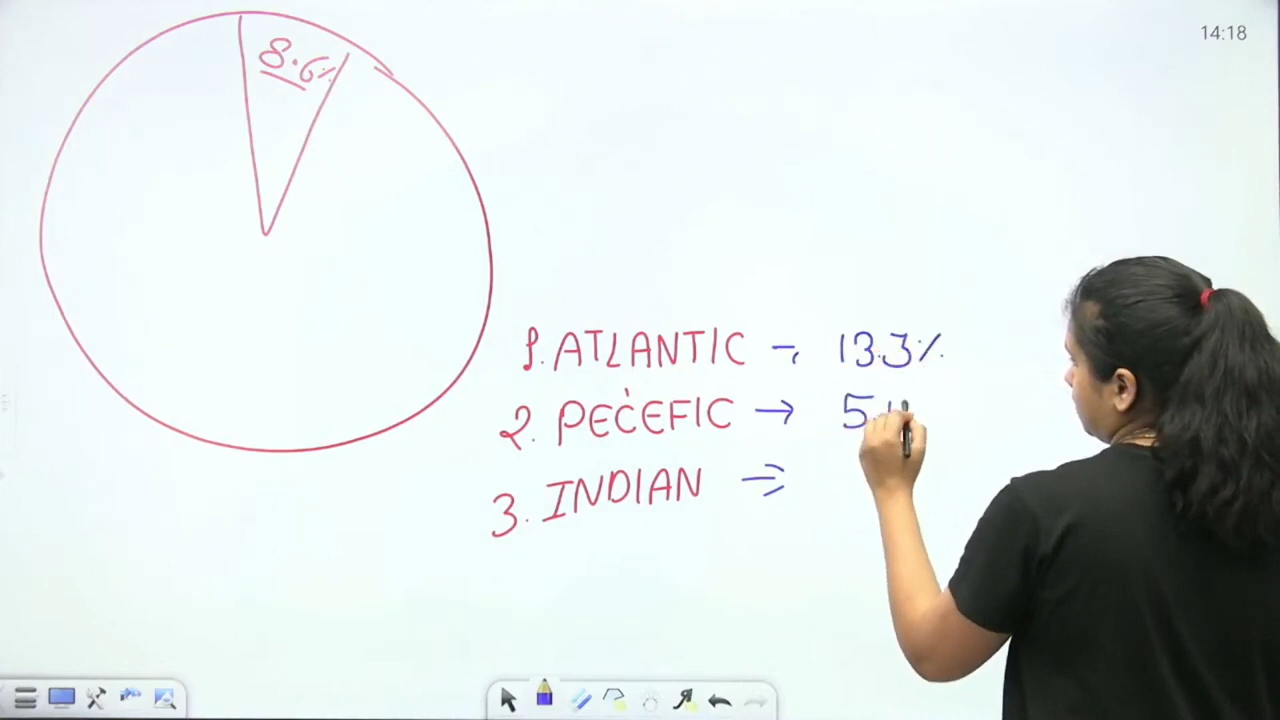 14:18
8.6%
1. ATLANTIC → 13.3%
2. PECEFIC → 5.
3. INDIAN →